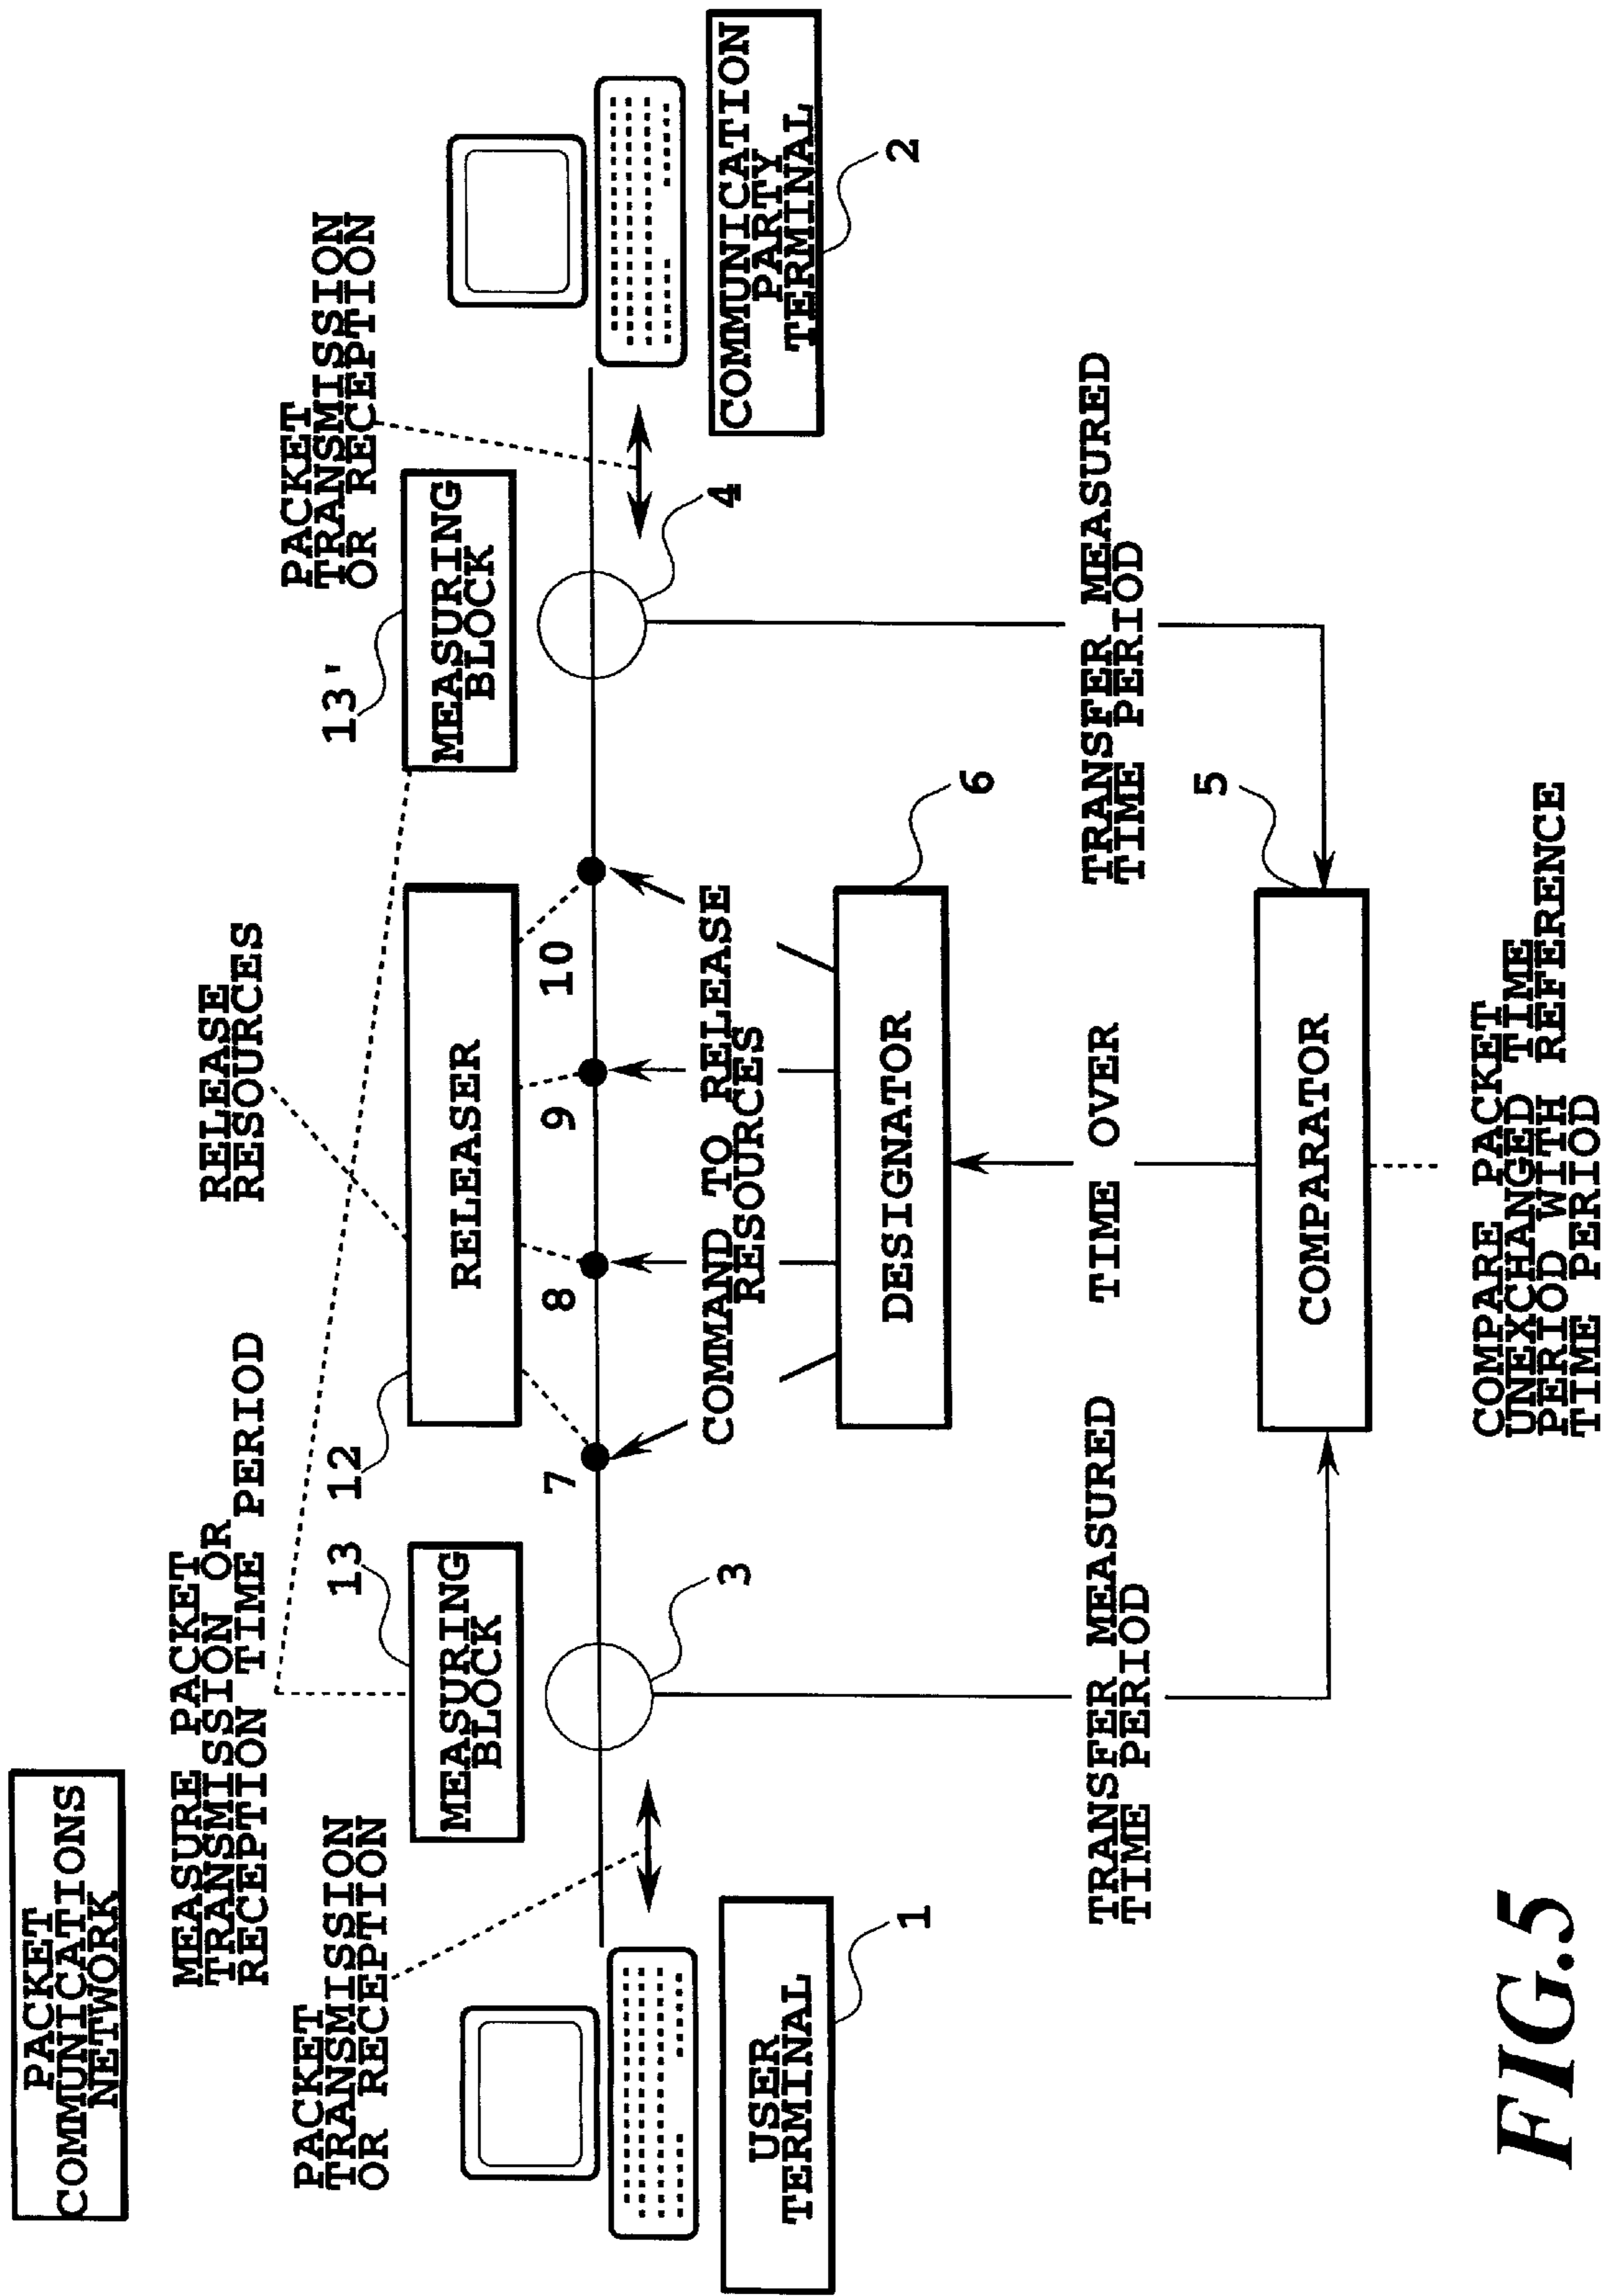 PACKET
COMMUNICATIONS
NETWORK
MEASURE PACKET
TRANSMISSION OR
RECEPTION TIME PERIOD
RELEASE
RESOURCES
PACKET
TRANSMISSION
OR RECEPTION
13
12
13'
PACKET
TRANSMISSION
OR RECEPTION
MEASURING
BLOCK
RELEASER
MEASURING
BLOCK
7
8
9
10
USER
TERMINAL
1
3
COMMAND TO RELEASE
RESOURCES
4
COMMUNICATION
PARTY
TERMINAL
2
DESIGNATOR
6
TRANSFER MEASURED
TIME PERIOD
TIME OVER
TRANSFER MEASURED
TIME PERIOD
COMPARATOR
5
COMPARE PACKET
UNEXCHANGED TIME
PERIOD WITH REFERENCE
TIME PERIOD
FIG.5